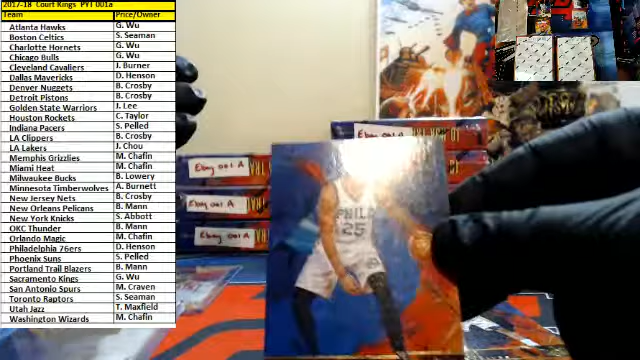 2017-18 Court Kings PYT 001a
Team Price/Owner
Atlanta Hawks G. Wu
Boston Celtics S. Seaman
Charlotte Hornets G. Wu
Chicago Bulls G. Wu
Cleveland Cavaliers J. Burner
Dallas Mavericks D. Henson
Denver Nuggets B. Crosby
Detroit Pistons B. Crosby
Golden State Warriors J. Lee
Houston Rockets C. Taylor
Indiana Pacers S. Pelled
LA Clippers B. Crosby
LA Lakers J. Chou
Memphis Grizzlies M. Chafin
Miami Heat M. Chafin
Milwaukee Bucks B. Lowery
Minnesota Timberwolves A. Burnett
New Jersey Nets B. Crosby
New Orleans Pelicans B. Mann
New York Knicks S. Abbott
OKC Thunder B. Mann
Orlando Magic M. Chafin
Philadelphia 76ers D. Henson
Phoenix Suns S. Pelled
Portland Trail Blazers B. Mann
Sacramento Kings G. Wu
San Antonio Spurs M. Craven
Toronto Raptors S. Seaman
Utah Jazz T. Maxfield
Washington Wizards M. Chafin
Ebay 001 A
Ebay 001 A
Ebay 001 A
Ebay 001 A
PHILA
25